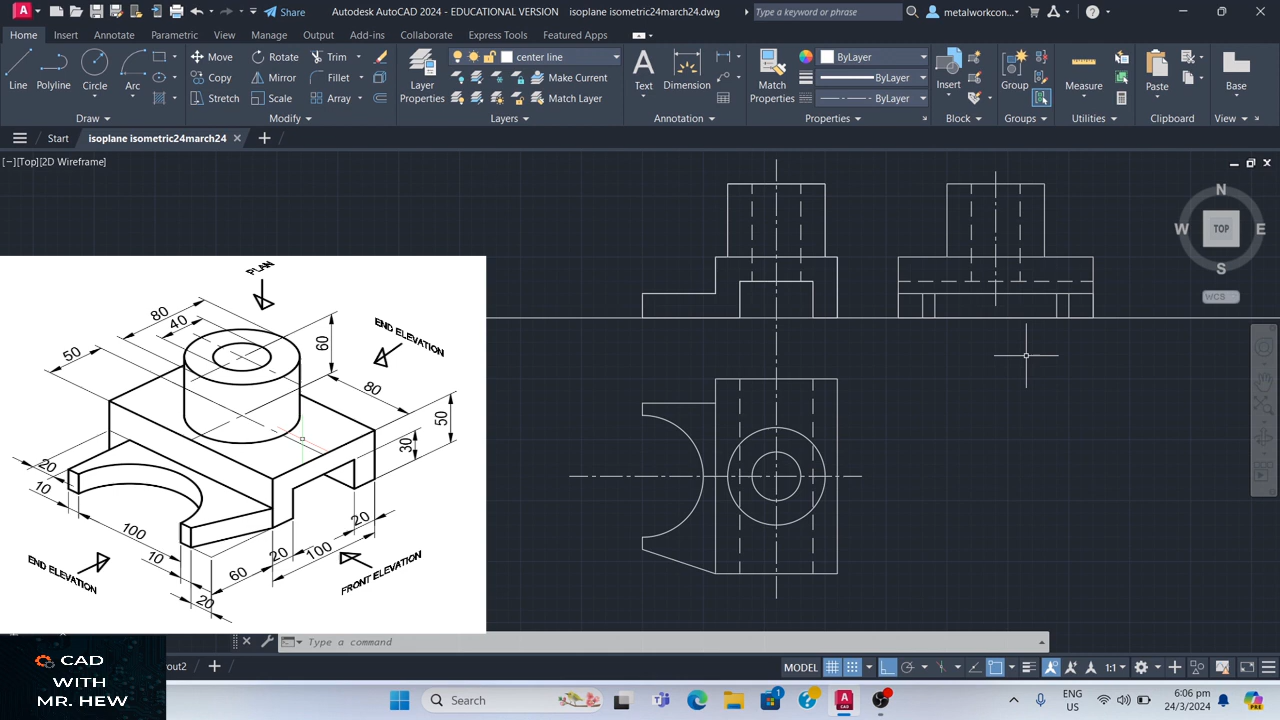 Share
Autodesk AutoCAD 2024 - EDUCATIONAL VERSION
isoplane isometric24march24.dwg
Type a keyword or phrase
metalworkcon...
Home Insert Annotate Parametric View Manage Output Add-ins Collaborate Express Tools Featured Apps
Line Polyline Circle Arc
Move Rotate Trim
Copy Mirror Fillet
Stretch Scale Array
Layer Properties
center line
Make Current
Match Layer
Text Dimension
Match Properties
ByLayer
ByLayer
ByLayer
Insert
Group
Measure
Paste
Base
Draw Modify Layers Annotation Properties Block Groups Utilities Clipboard View
Start isoplane isometric24march24
[−][Top][2D Wireframe]
N
W TOP E
S
WCS
PLAN
80
40
50
60
END ELEVATION
80
50
30
20
10
100
10
20
60
20
100
20
END ELEVATION
FRONT ELEVATION
Type a command
out2
MODEL
1:1
CAD
WITH
MR. HEW
Search
ENG
US
6:06 pm
24/3/2024